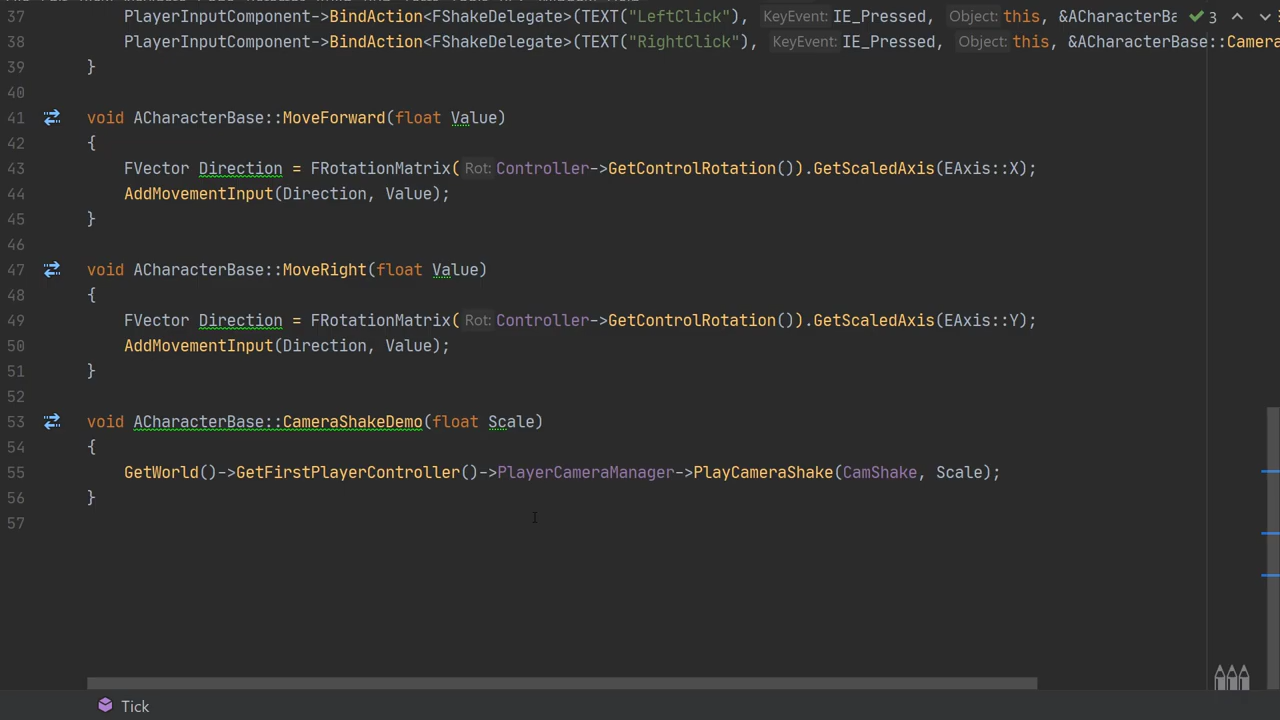 37 PlayerInputComponent->BindAction<FShakeDelegate>(TEXT("LeftClick"), KeyEvent: IE_Pressed, Object: this, &ACharacterBa 3
38 PlayerInputComponent->BindAction<FShakeDelegate>(TEXT("RightClick"), KeyEvent: IE_Pressed, Object: this, &ACharacterBase::Camera
39 }
40
41 void ACharacterBase::MoveForward(float Value)
42 {
43 FVector Direction = FRotationMatrix( Rot: Controller->GetControlRotation()).GetScaledAxis(EAxis::X);
44 AddMovementInput(Direction, Value);
45 }
46
47 void ACharacterBase::MoveRight(float Value)
48 {
49 FVector Direction = FRotationMatrix( Rot: Controller->GetControlRotation()).GetScaledAxis(EAxis::Y);
50 AddMovementInput(Direction, Value);
51 }
52
53 void ACharacterBase::CameraShakeDemo(float Scale)
54 {
55 GetWorld()->GetFirstPlayerController()->PlayerCameraManager->PlayCameraShake(CamShake, Scale);
56 }
57
Tick